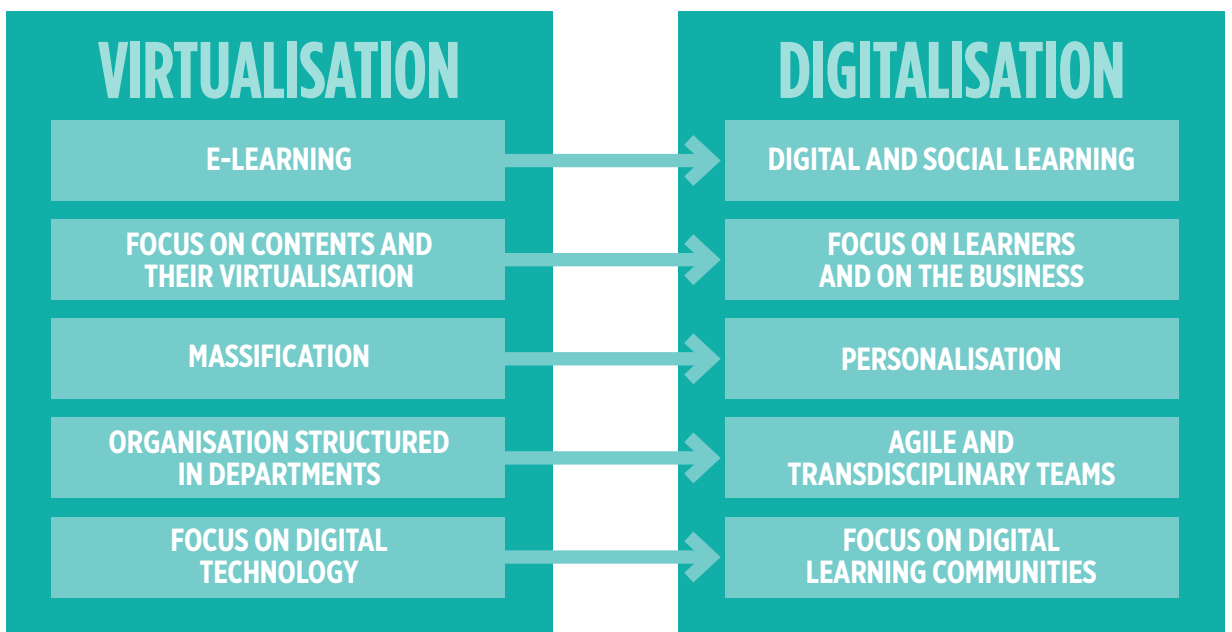 VIRTUALISATION
E-LEARNING
FOCUS ON CONTENTS AND
THEIR VIRTUALISATION
MASSIFICATION
ORGANISATION STRUCTURED
IN DEPARTMENTS
FOCUS ON DIGITAL
TECHNOLOGY
DIGITALISATION
DIGITAL AND SOCIAL LEARNING
FOCUS ON LEARNERS
AND ON THE BUSINESS
PERSONALISATION
AGILE AND
TRANSDISCIPLINARY TEAMS
FOCUS ON DIGITAL
LEARNING COMMUNITIES